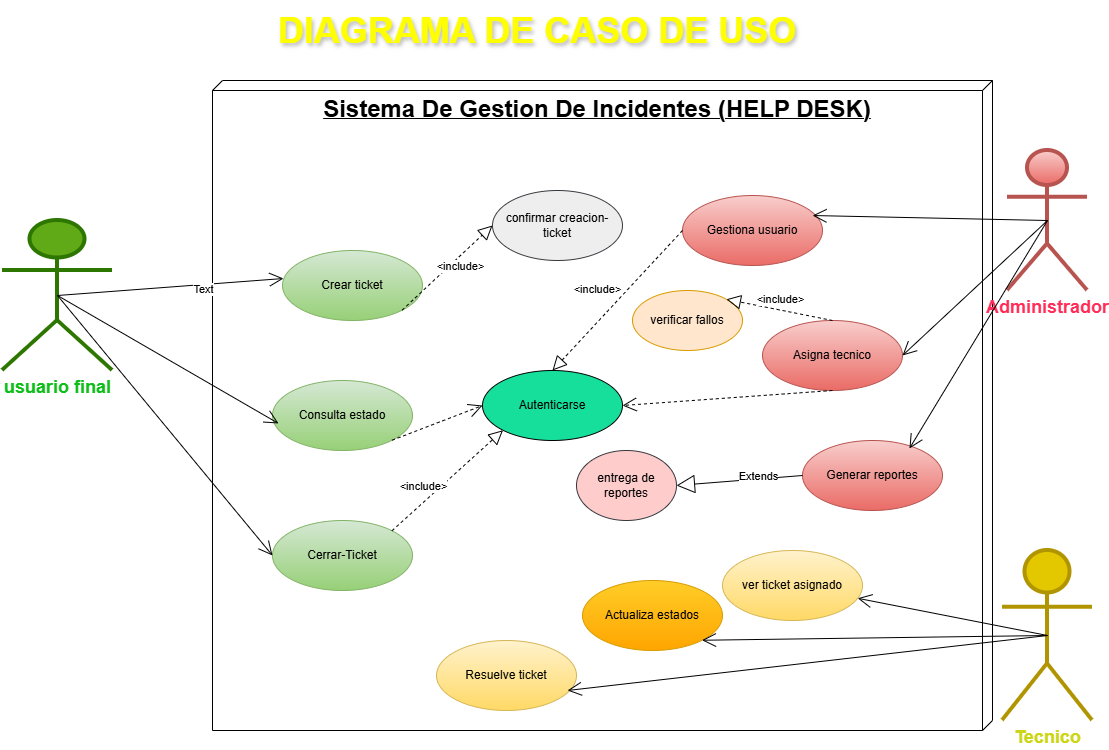 DIAGRAMA DE CASO DE USO
Sistema De Gestion De Incidentes (HELP DESK)
confirmar creacion-
ticket
Gestiona usuario
<include>
Crear ticket
Text
<include>
<include>
verificar fallos
Administrador
Asigna tecnico
usuario final
Autenticarse
Consulta estado
<include>
Extends
entrega de
reportes
Generar reportes
Cerrar-Ticket
ver ticket asignado
Actualiza estados
Resuelve ticket
Tecnico